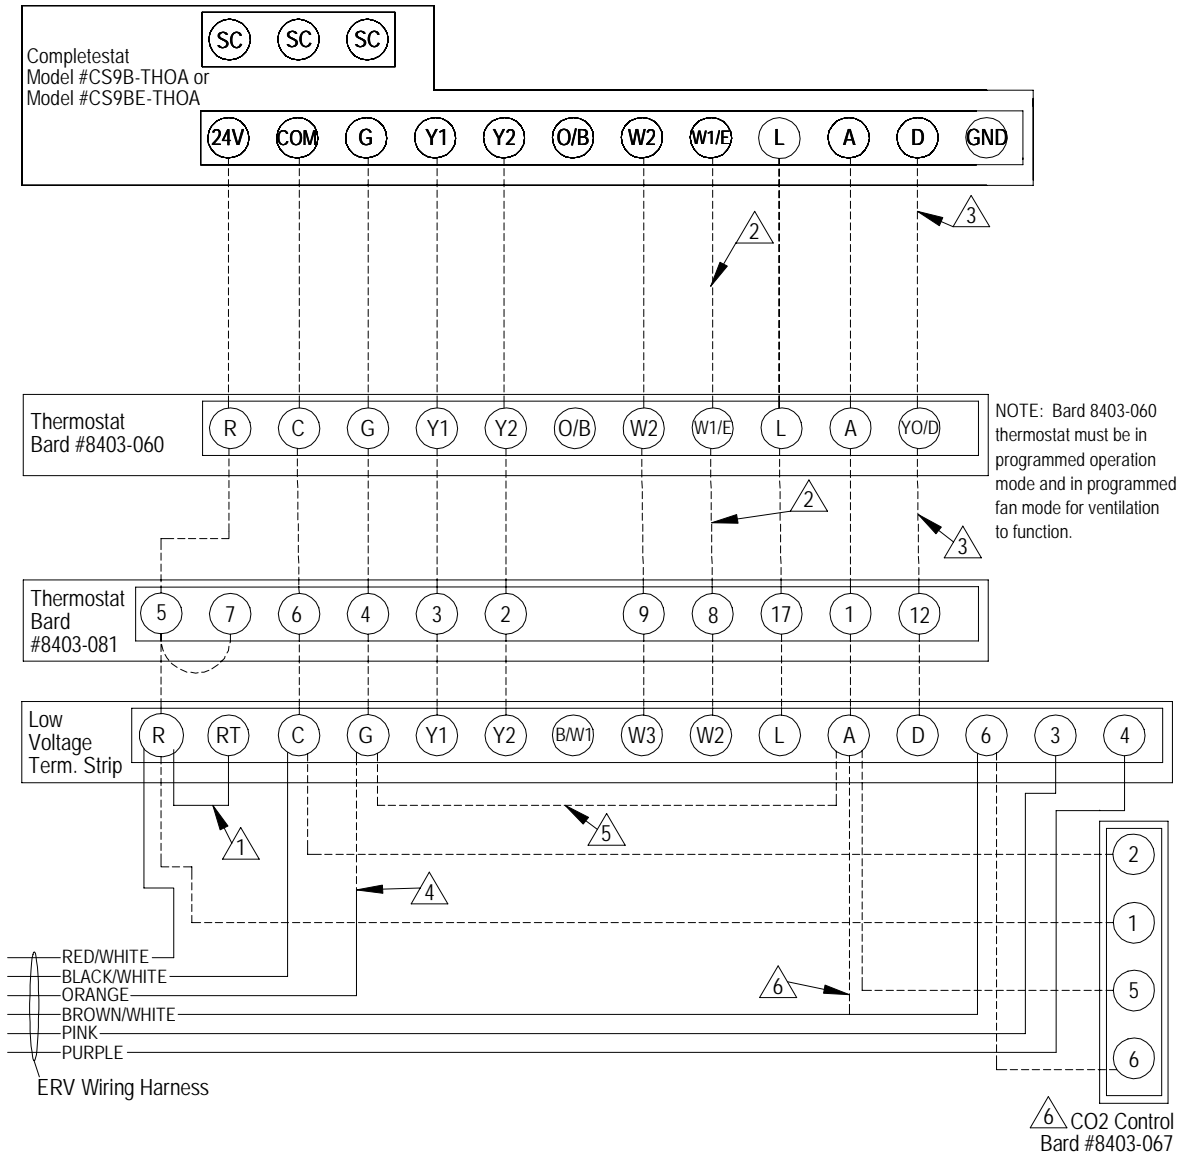 SC SC SC
Completestat
Model #CS9B-THOA or
Model #CS9BE-THOA
24V COM G Y1 Y2 O/B W2 W1/E L A D GND
3
2
Thermostat
Bard #8403-060
R C G Y1 Y2 O/B W2 W1/E L A YO/D
NOTE: Bard 8403-060
thermostat must be in
programmed operation
mode and in programmed
fan mode for ventilation
to function.
2
3
Thermostat
Bard
#8403-081
5 7 6 4 3 2 9 8 17 1 12
Low
Voltage
Term. Strip
R RT C G Y1 Y2 B/W1 W3 W2 L A D 6 3 4
1
5
2
4
1
RED/WHITE
BLACK/WHITE
ORANGE
BROWN/WHITE
PINK
PURPLE
6
5
6
ERV Wiring Harness
6 CO2 Control
Bard #8403-067